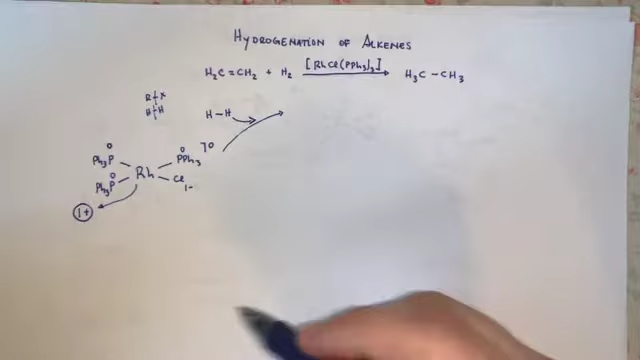 HYDROGENATION OF ALKENES
H₂C=CH₂ + H₂ [RhCl(PPh₃)₃] H₃C-CH₃
R+X
H+H
H-H
0 0 70
Ph₃P Rh PPh₃
0
Ph₃P Cl
1-
1+